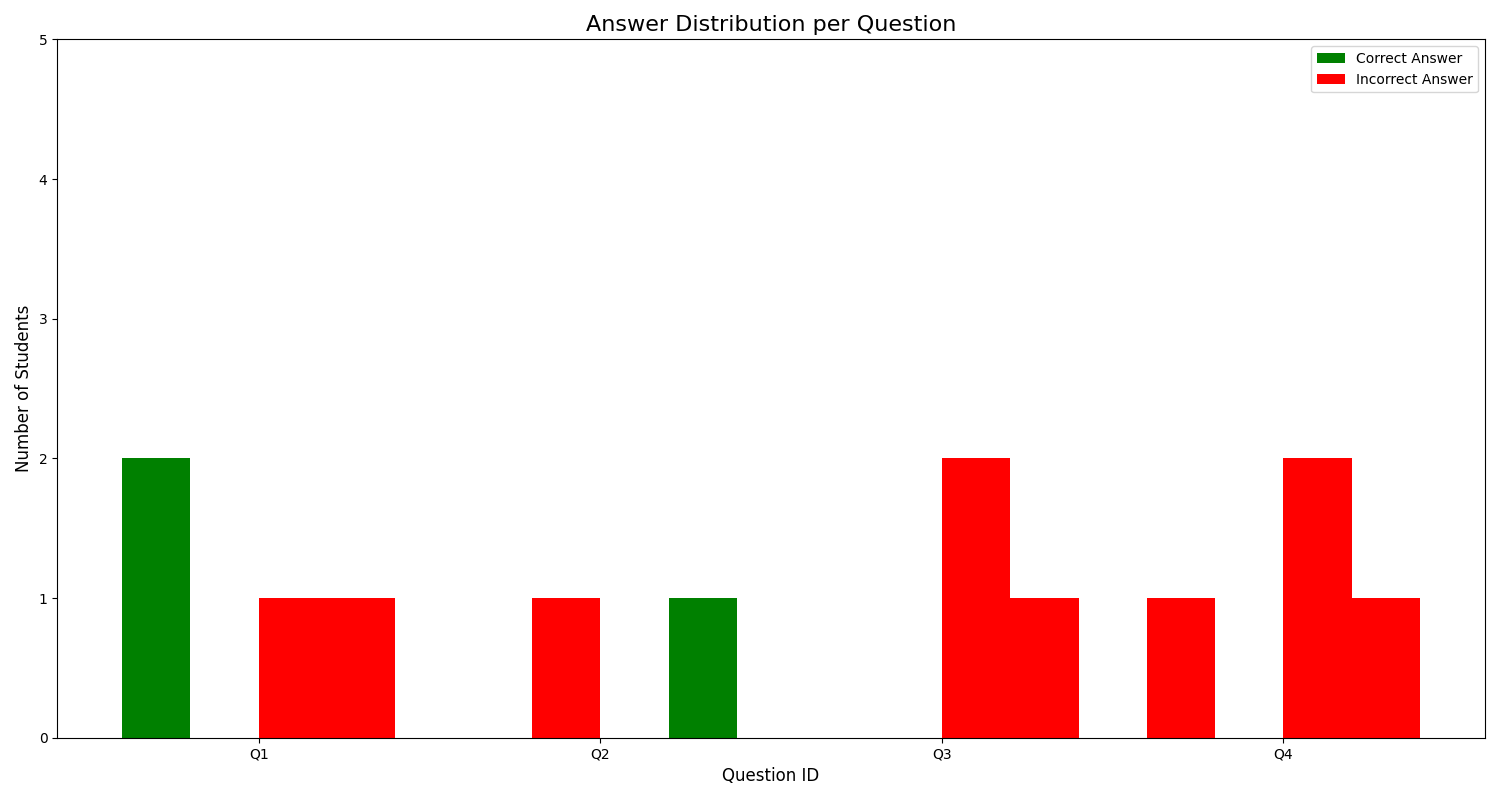 Answer Distribution per Question
Correct Answer
Incorrect Answer
Number of Students
5
4
3
2
1
0
Q1 Q2 Q3 Q4
Question ID